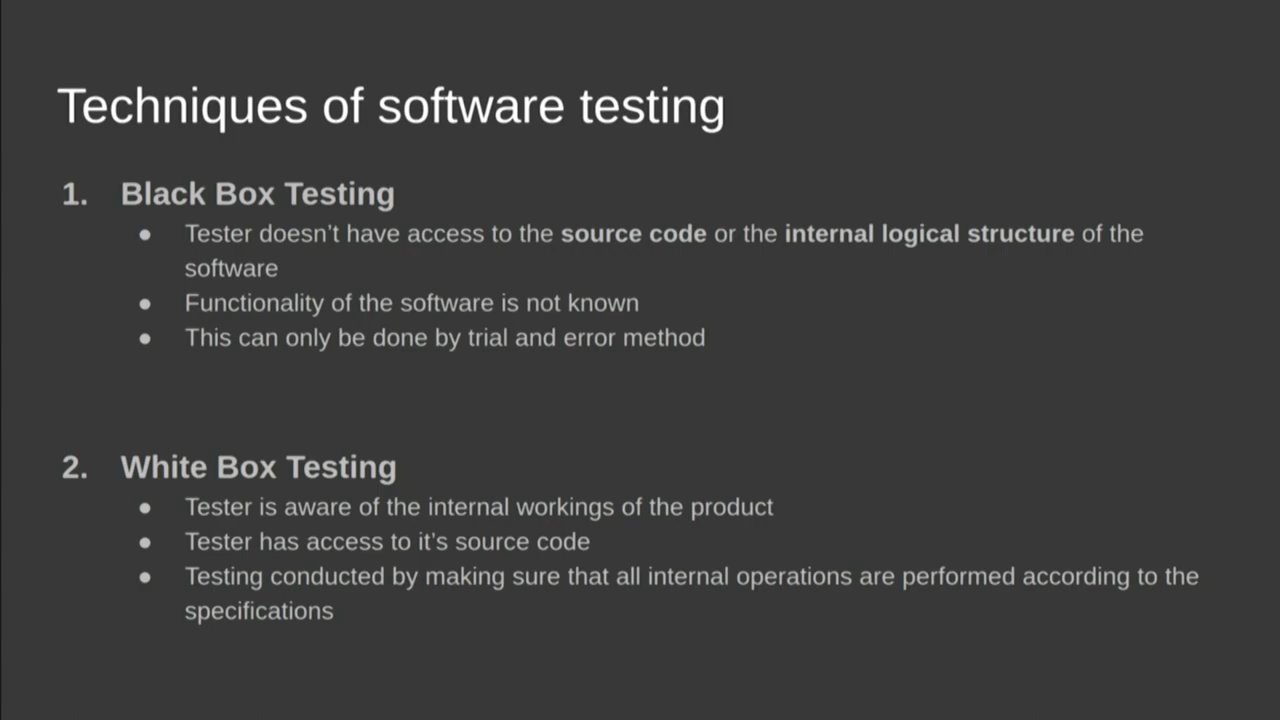 Techniques of software testing
1. Black Box Testing
● Tester doesn't have access to the source code or the internal logical structure of the
software
● Functionality of the software is not known
● This can only be done by trial and error method
2. White Box Testing
● Tester is aware of the internal workings of the product
● Tester has access to it's source code
● Testing conducted by making sure that all internal operations are performed according to the
specifications